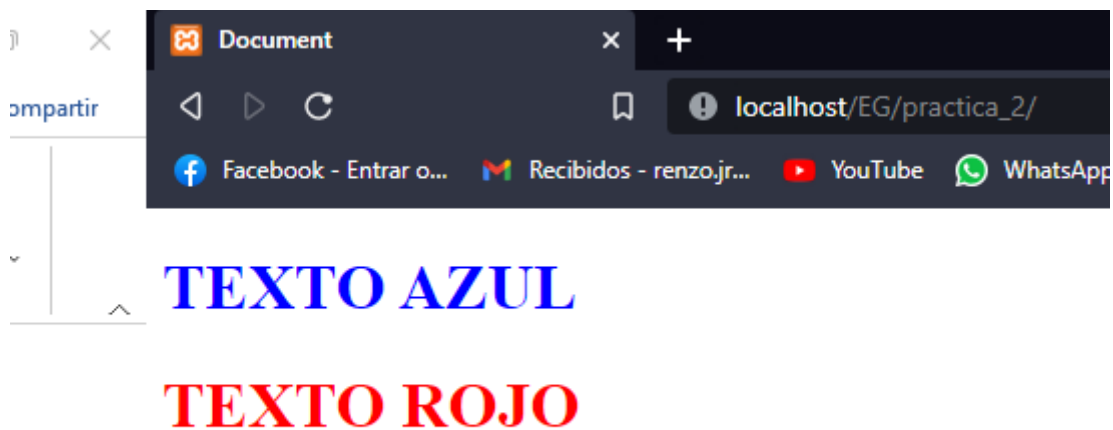 Document
ompartir
localhost/EG/practica_2/
Facebook - Entrar o... Recibidos - renzo.jr... YouTube WhatsApp
TEXTO AZUL
TEXTO ROJO